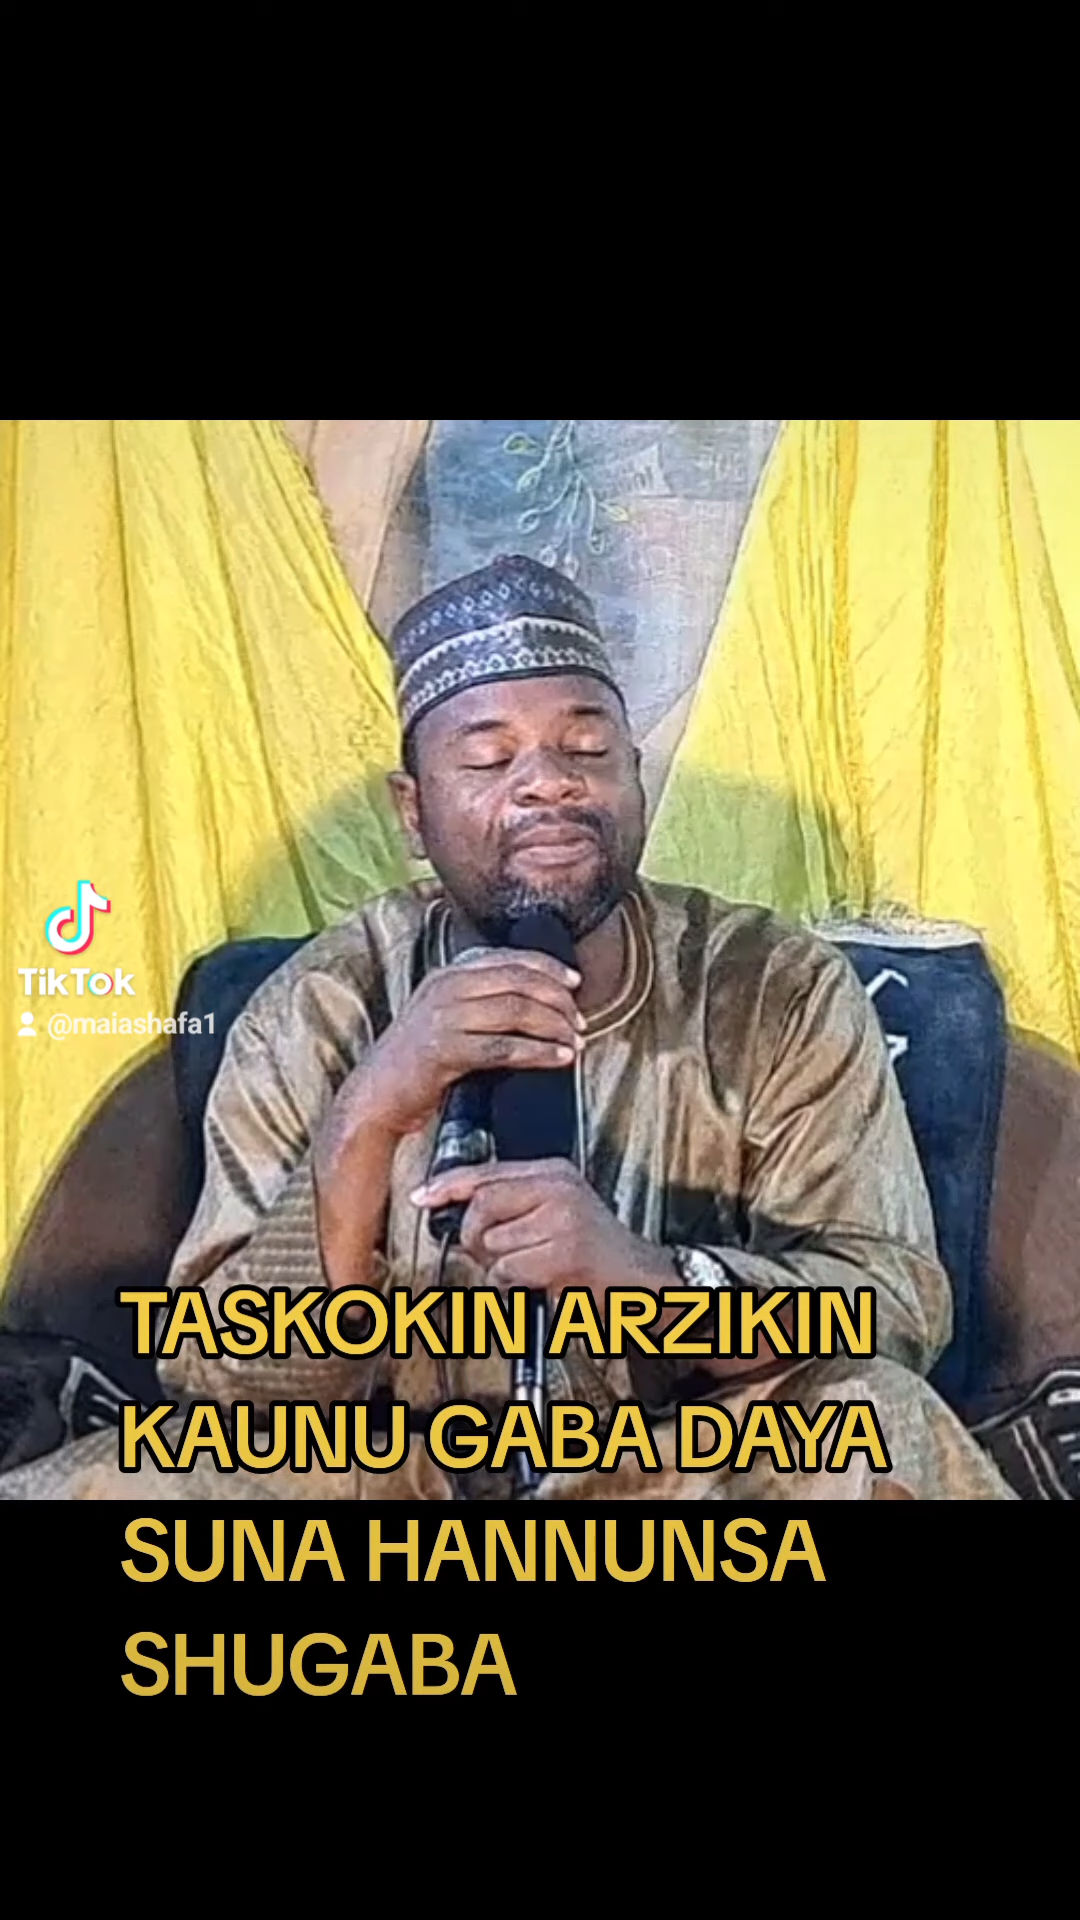 TikTok
@maiashafa1
TASKOKIN ARZIKIN
KAUNU GABA DAYA
SUNA HANNUNSA
SHUGABA